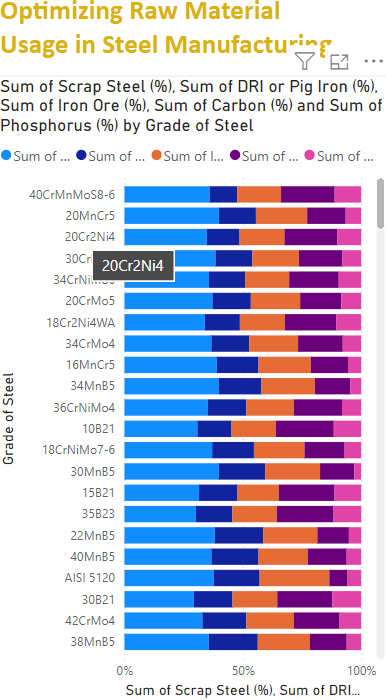 Optimizing Raw Material
Usage in Steel Manufacturing
Sum of Scrap Steel (%), Sum of DRI or Pig Iron (%),
Sum of Iron Ore (%), Sum of Carbon (%) and Sum of
Phosphorus (%) by Grade of Steel
Sum of ... Sum of ... Sum of I... Sum of ... Sum of ...
Grade of Steel
40CrMnMoS8-6
20MnCr5
20Cr2Ni4
20Cr2Ni4
20CrMo5
18Cr2Ni4WA
34CrMo4
16MnCr5
34MnB5
36CrNiMo4
10B21
18CrNiMo7-6
30MnB5
15B21
35B23
22MnB5
40MnB5
AISI 5120
30B21
42CrMo4
38MnB5
0% 50% 100%
Sum of Scrap Steel (%), Sum of DRI...